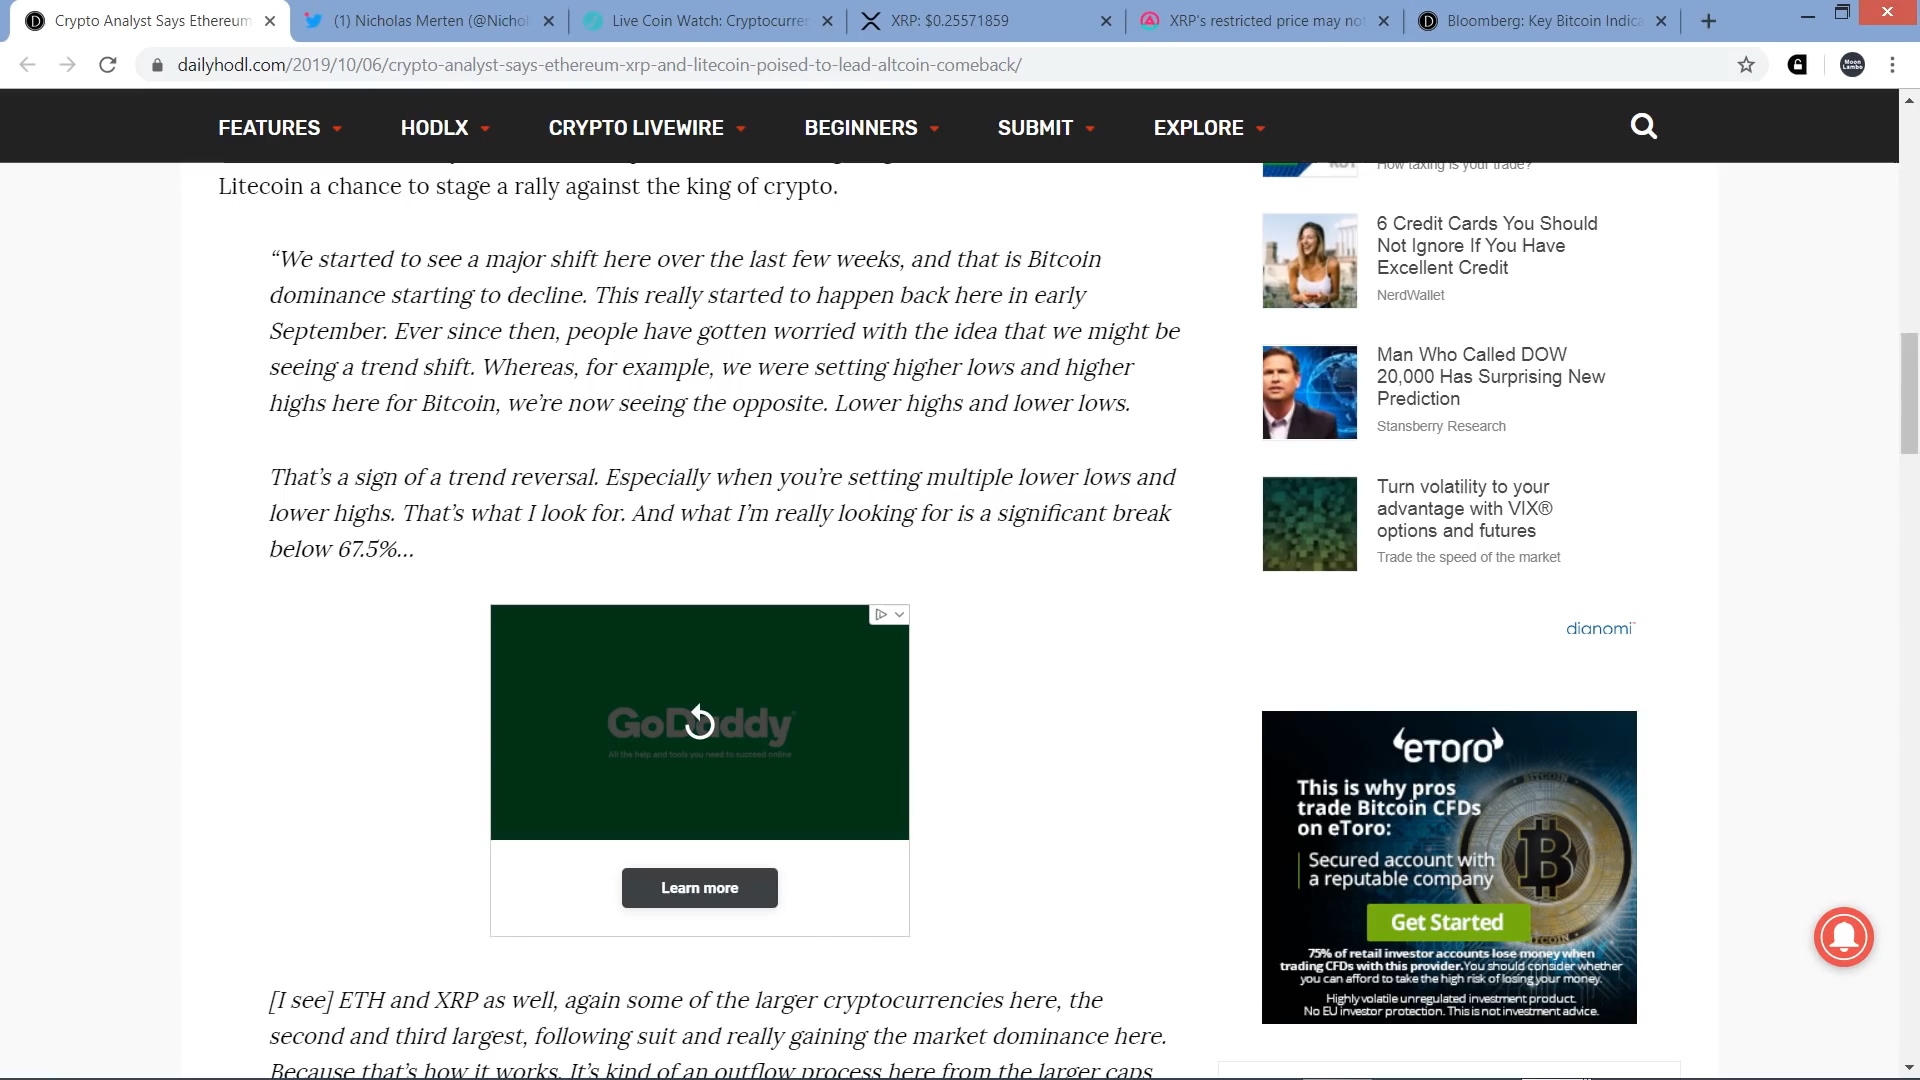 Crypto Analyst Says Ethereum
(1) Nicholas Merten (@Nichol
Live Coin Watch: Cryptocurre
XRP: $0.25571859
XRP's restricted price may not
Bloomberg: Key Bitcoin Indica
dailyhodl.com/2019/10/06/crypto-analyst-says-ethereum-xrp-and-litecoin-poised-to-lead-altcoin-comeback/
Moon Lambo
FEATURES HODLX CRYPTO LIVEWIRE BEGINNERS SUBMIT EXPLORE
Litecoin a chance to stage a rally against the king of crypto.
“We started to see a major shift here over the last few weeks, and that is Bitcoin
dominance starting to decline. This really started to happen back here in early
September. Ever since then, people have gotten worried with the idea that we might be
seeing a trend shift. Whereas, for example, we were setting higher lows and higher
highs here for Bitcoin, we’re now seeing the opposite. Lower highs and lower lows.
That’s a sign of a trend reversal. Especially when you’re setting multiple lower lows and
lower highs. That’s what I look for. And what I’m really looking for is a significant break
below 67.5%…
GoDaddy
All the help and tools you need to succeed online
Learn more
[I see] ETH and XRP as well, again some of the larger cryptocurrencies here, the
second and third largest, following suit and really gaining the market dominance here.
Because that’s how it works. It’s kind of an outflow process here from the larger caps
How taxing is your trade?
6 Credit Cards You Should
Not Ignore If You Have
Excellent Credit
NerdWallet
Man Who Called DOW
20,000 Has Surprising New
Prediction
Stansberry Research
Turn volatility to your
advantage with VIX®
options and futures
Trade the speed of the market
dianomi
eToro
This is why pros
trade Bitcoin CFDs
on eToro:
Secured account with
a reputable company
Get Started
75% of retail investor accounts lose money when
trading CFDs with this provider. You should consider whether
you can afford to take the high risk of losing your money.
Highly volatile unregulated investment product.
No EU investor protection. This is not investment advice.
BITCOIN